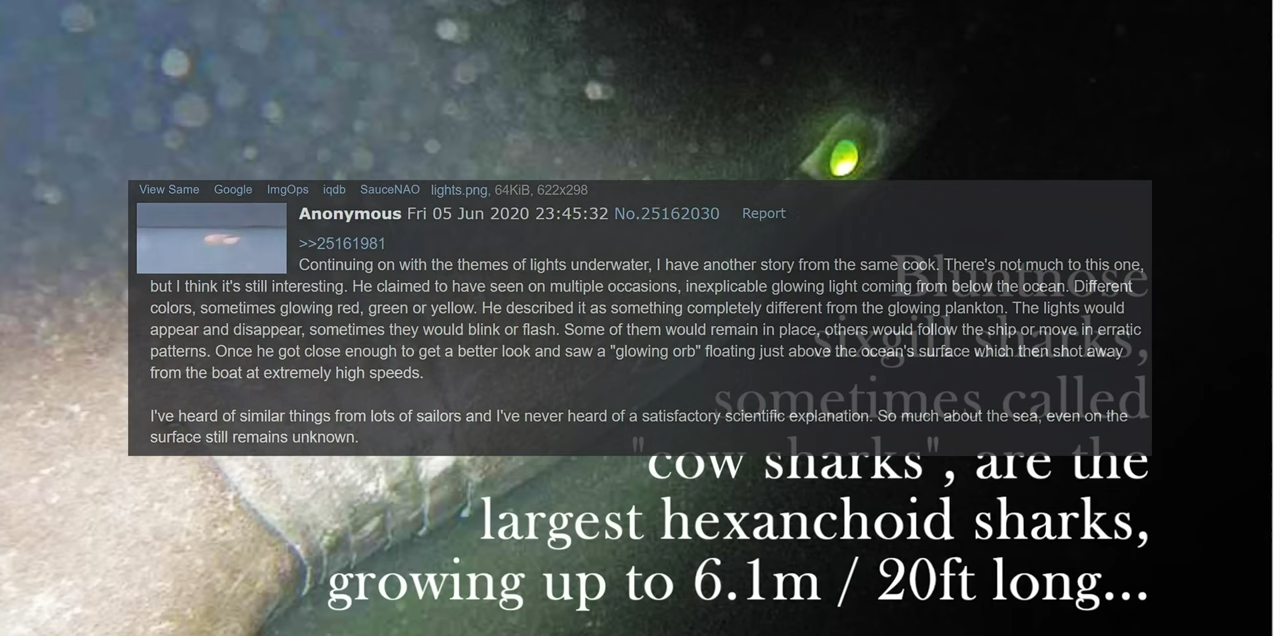 View Same Google ImgOps iqdb SauceNAO lights.png, 64KiB, 622x298
Anonymous Fri 05 Jun 2020 23:45:32 No.25162030 Report
>>25161981
Continuing on with the themes of lights underwater, I have another story from the same cook. There's not much to this one,
but I think it's still interesting. He claimed to have seen on multiple occasions, inexplicable glowing light coming from below the ocean. Different
colors, sometimes glowing red, green or yellow. He described it as something completely different from the glowing plankton. The lights would
appear and disappear, sometimes they would blink or flash. Some of them would remain in place, others would follow the ship or move in erratic
patterns. Once he got close enough to get a better look and saw a "glowing orb" floating just above the ocean's surface which then shot away
from the boat at extremely high speeds.
I've heard of similar things from lots of sailors and I've never heard of a satisfactory scientific explanation. So much about the sea, even on the
surface still remains unknown.
Bluntnose
sixgill sharks,
sometimes called
"cow sharks", are the
largest hexanchoid sharks,
growing up to 6.1m / 20ft long...